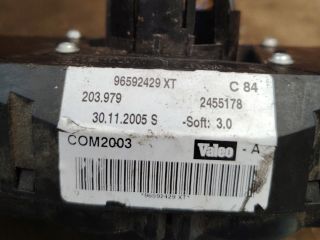 96592429 XT C 84
203.979 2455178
30.11.2005 S -Soft: 3.0
COM2003 Valeo - A
*96592429 XT*